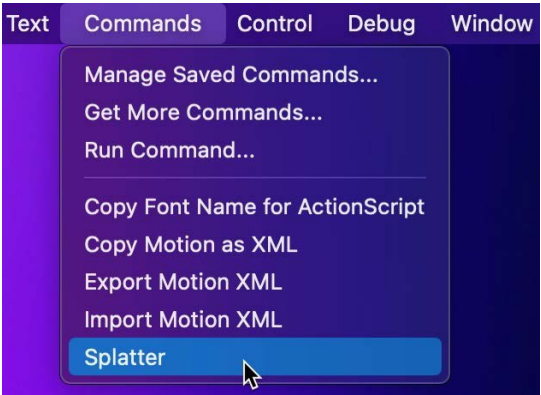 Text Commands Control Debug Window
Manage Saved Commands...
Get More Commands...
Run Command...
Copy Font Name for ActionScript
Copy Motion as XML
Export Motion XML
Import Motion XML
Splatter